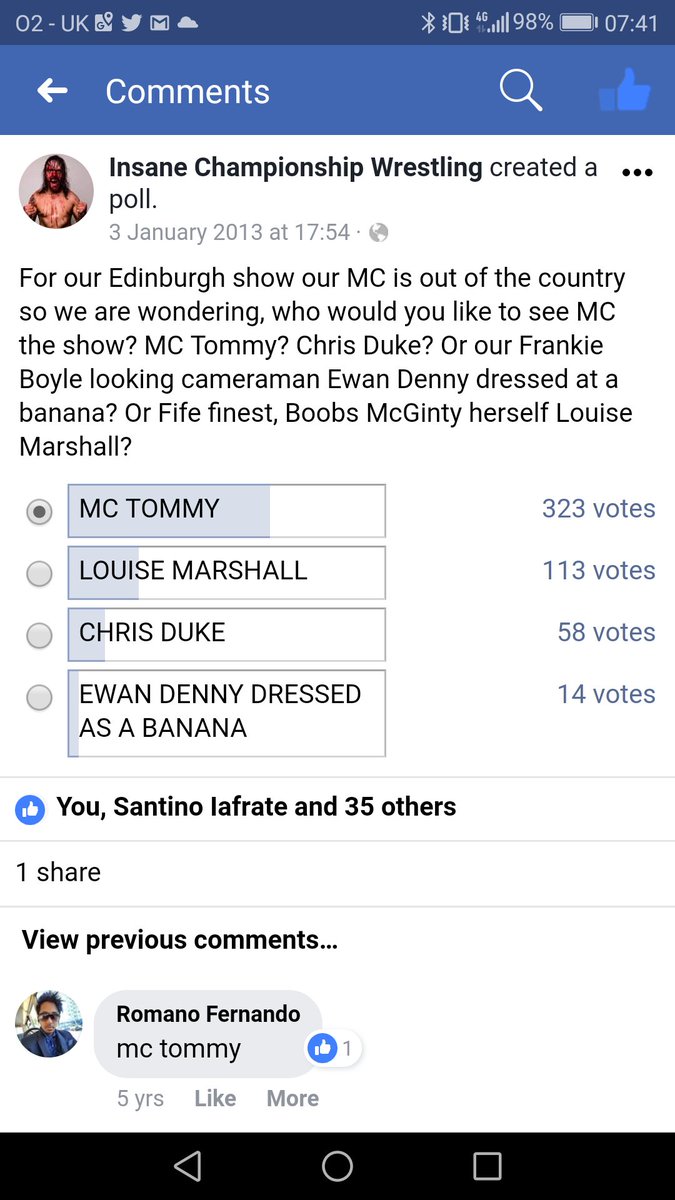 O2 - UK 4G 98% 07:41
Comments
Insane Championship Wrestling created a
poll.
3 January 2013 at 17:54 ·
For our Edinburgh show our MC is out of the country
so we are wondering, who would you like to see MC
the show? MC Tommy? Chris Duke? Or our Frankie
Boyle looking cameraman Ewan Denny dressed at a
banana? Or Fife finest, Boobs McGinty herself Louise
Marshall?
MC TOMMY 323 votes
LOUISE MARSHALL 113 votes
CHRIS DUKE 58 votes
EWAN DENNY DRESSED 14 votes
AS A BANANA
You, Santino Iafrate and 35 others
1 share
View previous comments...
Romano Fernando
mc tommy 1
5 yrs Like More